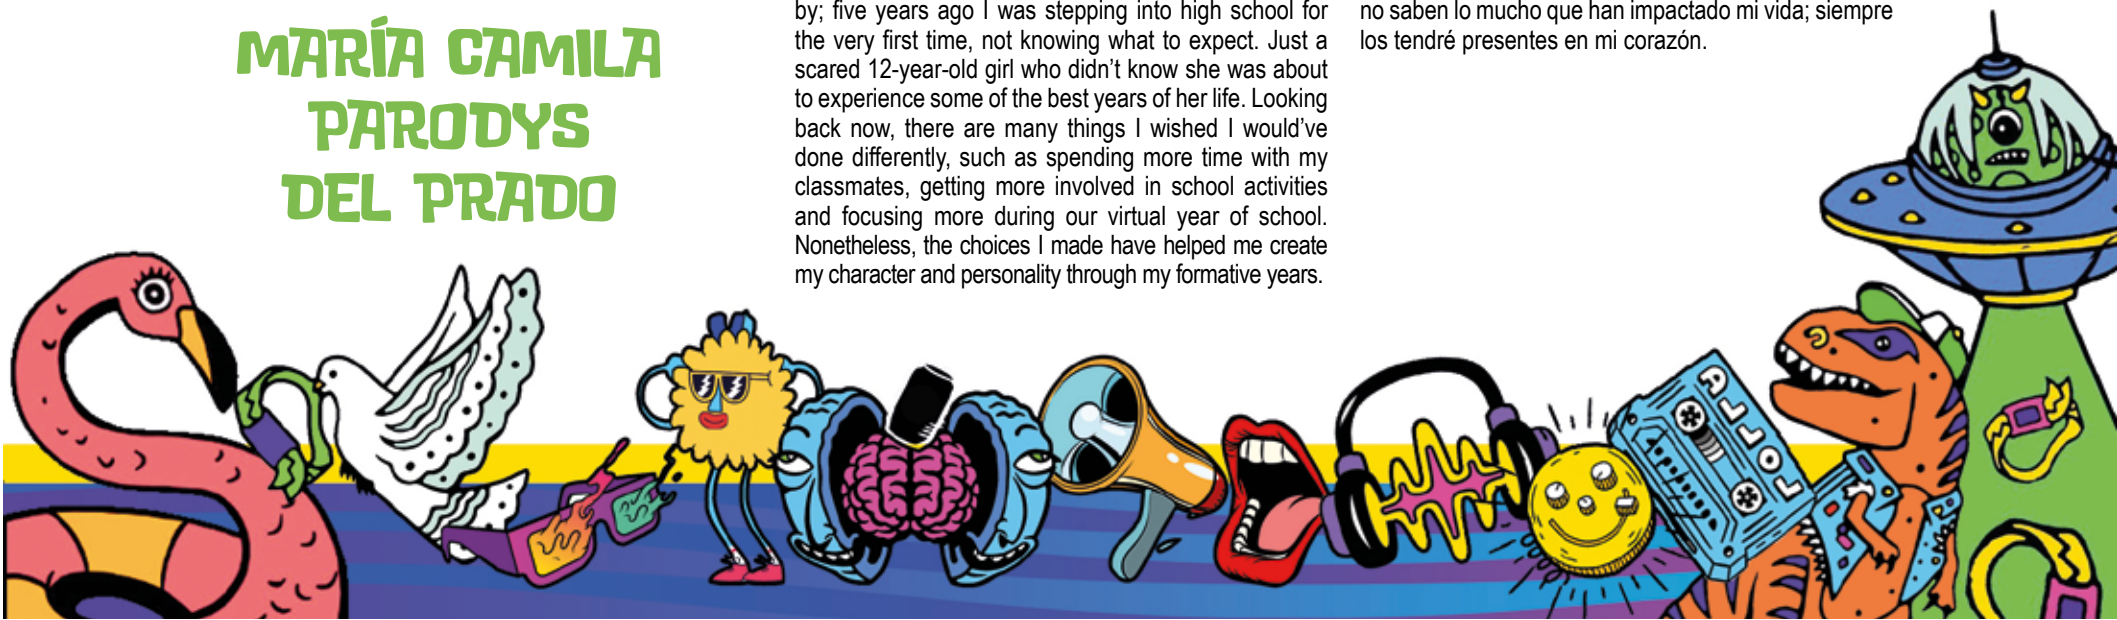 MARÍA CAMILA
PARODYS
DEL PRADO
by; five years ago I was stepping into high school for
the very first time, not knowing what to expect. Just a
scared 12-year-old girl who didn’t know she was about
to experience some of the best years of her life. Looking
back now, there are many things I wished I would’ve
done differently, such as spending more time with my
classmates, getting more involved in school activities
and focusing more during our virtual year of school.
Nonetheless, the choices I made have helped me create
my character and personality through my formative years.
no saben lo mucho que han impactado mi vida; siempre
los tendré presentes en mi corazón.